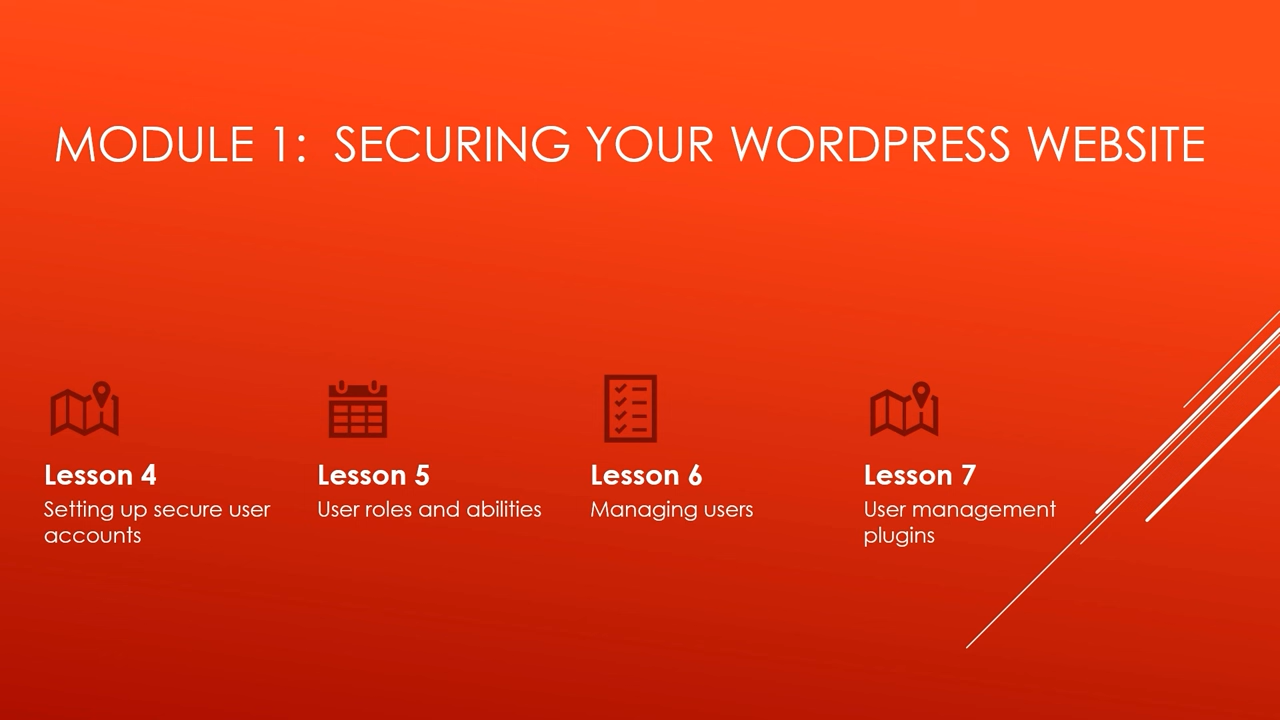 MODULE 1:  SECURING YOUR WORDPRESS WEBSITE
Lesson 4
Setting up secure user
accounts
Lesson 5
User roles and abilities
Lesson 6
Managing users
Lesson 7
User management
plugins